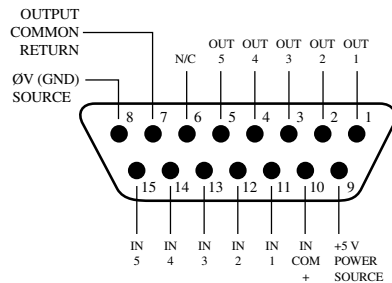 OUTPUT
COMMON
RETURN
ØV (GND)
SOURCE
N/C
OUT
5
OUT
4
OUT
3
OUT
2
OUT
1
8 7 6 5 4 3 2 1
15 14 13 12 11 10 9
IN
5
IN
4
IN
3
IN
2
IN
1
IN
COM
+
+5 V
POWER
SOURCE